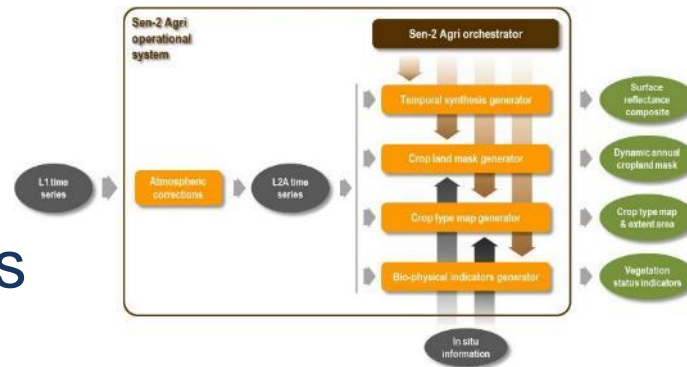 Sen-2 Agri
operational
system
Sen-2 Agri orchestrator
Temporal synthesis generator
Surface
reflectance
composite
Crop land mask generator
Dynamic annual
cropland mask
L1 time
series
Atmospheric
corrections
L2A time
series
Crop type map generator
Crop type map
& extent area
s
Bio-physical indicators generator
Vegetation
status indicators
In situ
information